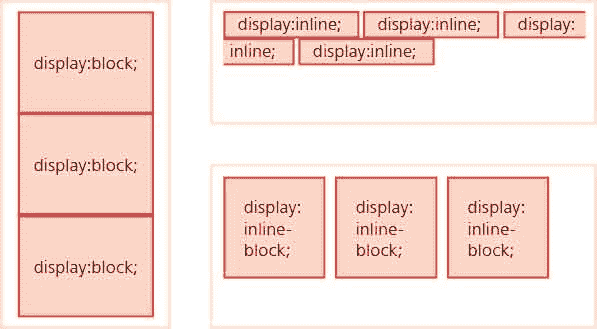 display:block;
display:block;
display:block;
display:inline; display:inline; display:
inline; display:inline;
display: display: display:
inline- inline- inline-
block; block; block;